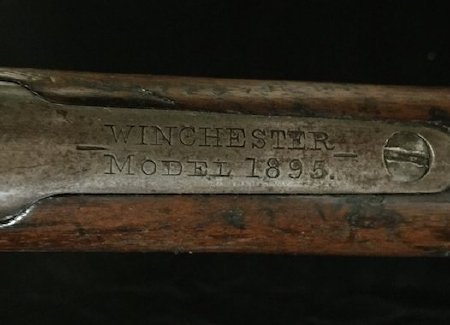 —WINCHESTER—
MODEL 1895.